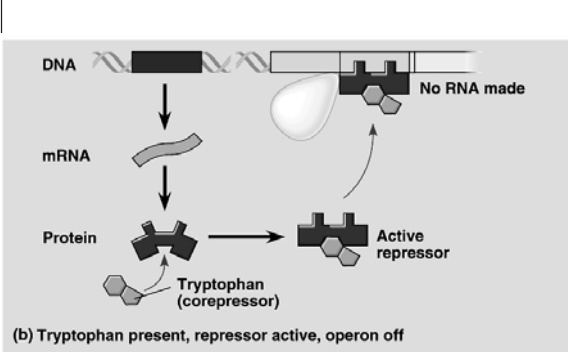 DNA
No RNA made
mRNA
Protein
Active
repressor
Tryptophan
(corepressor)
(b) Tryptophan present, repressor active, operon off